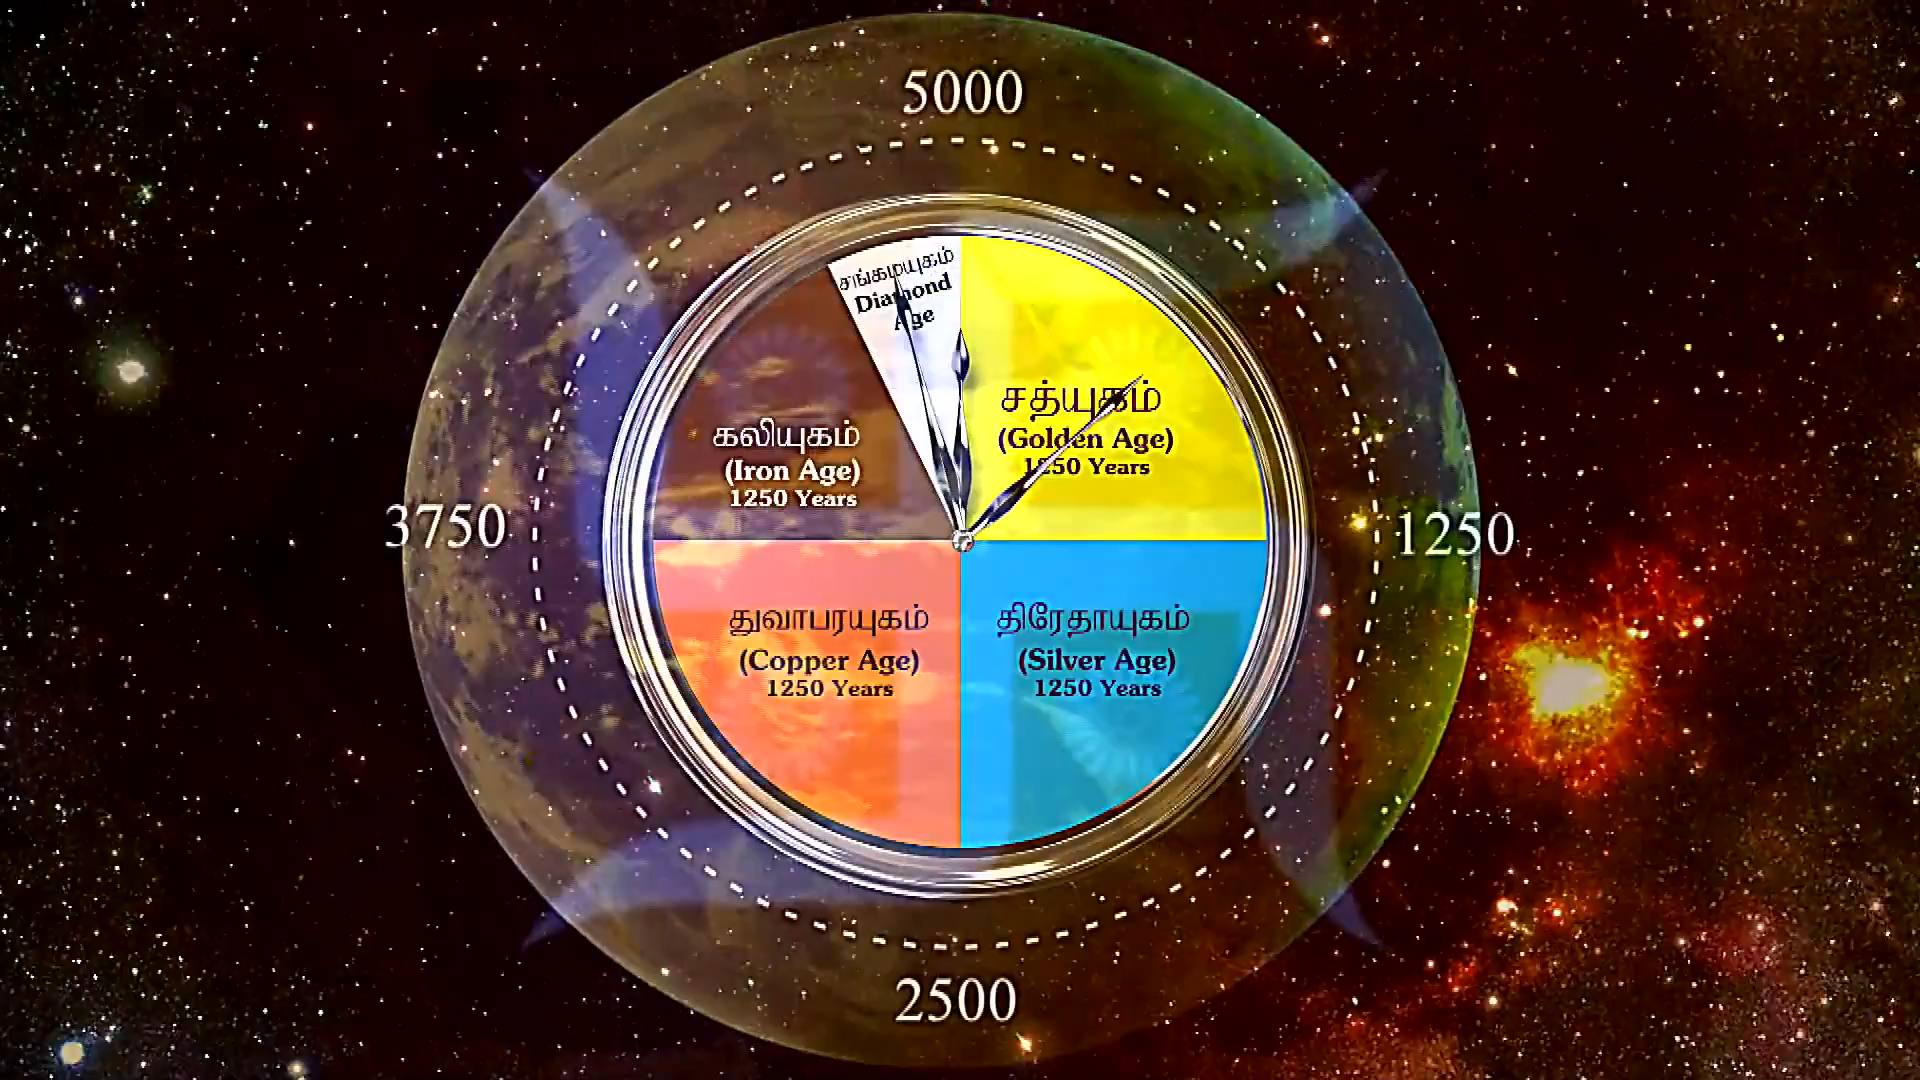 5000
சங்கமயுகம்
Diamond
Age
சத்யுகம்
(Golden Age)
1250 Years
கலியுகம்
(Iron Age)
1250 Years
3750
1250
துவாபரயுகம்
(Copper Age)
1250 Years
திரேதாயுகம்
(Silver Age)
1250 Years
2500